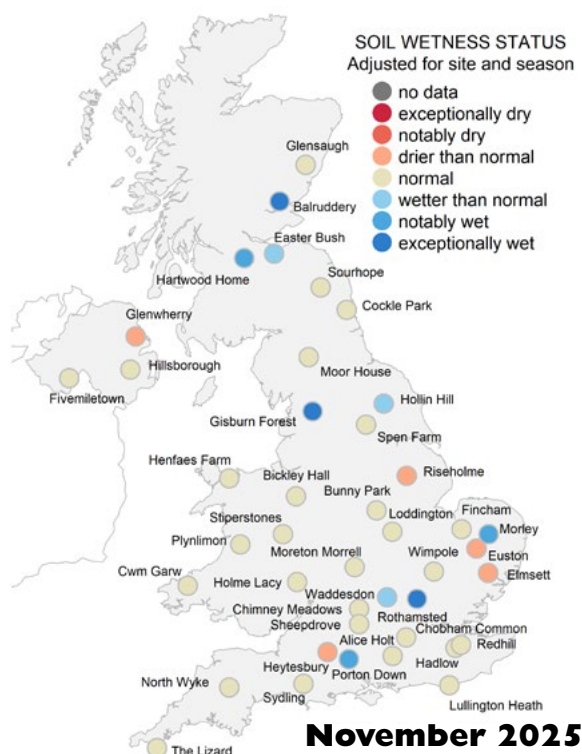 SOIL WETNESS STATUS
Adjusted for site and season
no data
exceptionally dry
notably dry
drier than normal
normal
wetter than normal
notably wet
exceptionally wet
Glensaugh
Balruddery
Easter Bush
Hartwood Home
Sourhope
Cockle Park
Glenwherry
Hillsborough
Fivemiletown
Moor House
Hollin Hill
Gisburn Forest
Spen Farm
Henfaes Farm
Bickley Hall
Riseholme
Bunny Park
Fincham
Stiperstones
Loddington
Morley
Plynlimon
Moreton Morrell
Wimpole
Euston
Cwm Garw
Holme Lacy
Elmsett
Waddesdon
Chimney Meadows
Rothamsted
Sheepdrove
Chobham Common
Alice Holt
Redhill
Heytesbury
Hadlow
Porton Down
North Wyke
Sydling
Lullington Heath
The Lizard
November 2025